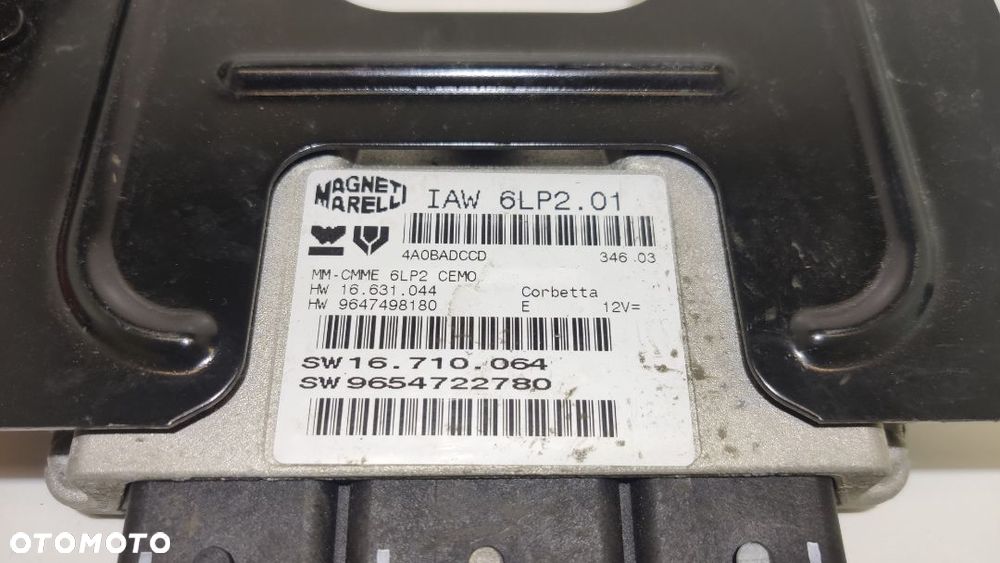 MAGNETI MARELLI
IAW 6LP2.01
4A0BADCCD 346 03
MM-CMME 6LP2 CEMO
HW 16.631.044 Corbetta
HW 9647498180 E 12V=
SW 16.710.064
SW 9654722780
OTOMOTO